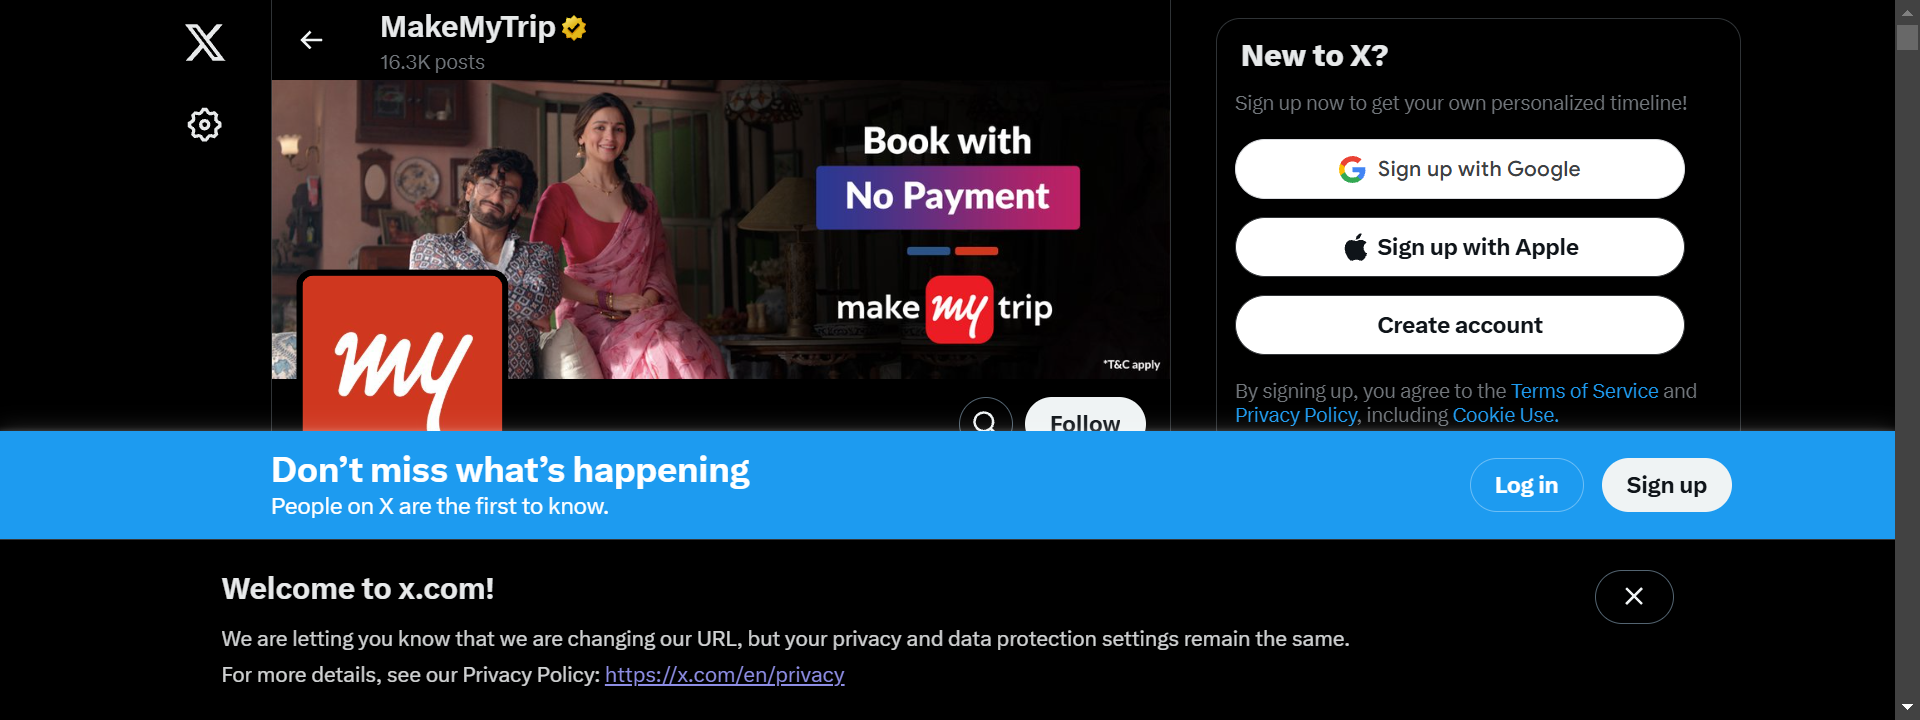 MakeMyTrip
16.3K posts
Book with
No Payment
make my trip
*T&C apply
my
Follow
New to X?
Sign up now to get your own personalized timeline!
Sign up with Google
Sign up with Apple
Create account
By signing up, you agree to the Terms of Service and
Privacy Policy, including Cookie Use.
Don’t miss what’s happening
People on X are the first to know.
Log in
Sign up
Welcome to x.com!
We are letting you know that we are changing our URL, but your privacy and data protection settings remain the same.
For more details, see our Privacy Policy: https://x.com/en/privacy